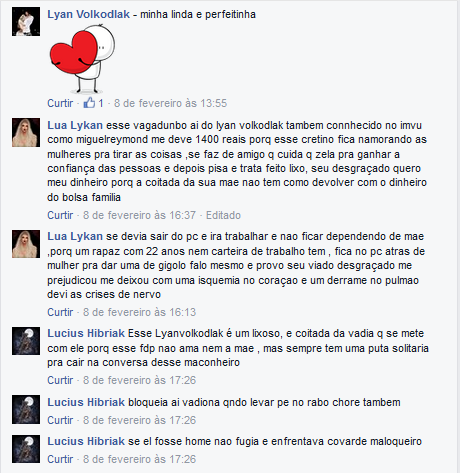 Lyan Volkodlak - minha linda e perfeitinha
Curtir · 1 · 8 de fevereiro às 13:55
Lua Lykan esse vagadunbo ai do lyan volkodlak tambem connhecido no imvu
como miguelreymond me deve 1400 reais porq esse cretino fica namorando as
mulheres pra tirar as coisas ,se faz de amigo q cuida q zela pra ganhar a
confiança das pessoas e depois pisa e trata feito lixo, seu desgraçado quero
meu dinheiro porq a coitada da sua mae nao tem como devolver com o dinheiro
do bolsa familia
Curtir · 8 de fevereiro às 16:37 · Editado
Lua Lykan se devia sair do pc e ira trabalhar e nao ficar dependendo de mae
,porq um rapaz com 22 anos nem carteira de trabalho tem , fica no pc atras de
mulher pra dar uma de gigolo falo mesmo e provo seu viado desgraçado me
prejudicou me deixou com uma isquemia no coraçao e um derrame no pulmao
devi as crises de nervo
Curtir · 8 de fevereiro às 16:13
Lucius Hibriak Esse Lyanvolkodlak é um lixoso, e coitada da vadia q se mete
com ele porq esse fdp nao ama nem a mae , mas sempre tem uma puta solitaria
pra cair na conversa desse maconheiro
Curtir · 8 de fevereiro às 17:26
Lucius Hibriak bloqueia ai vadiona qndo levar pe no rabo chore tambem
Curtir · 8 de fevereiro às 17:26
Lucius Hibriak se el fosse home nao fugia e enfrentava covarde maloqueiro
Curtir · 8 de fevereiro às 17:26